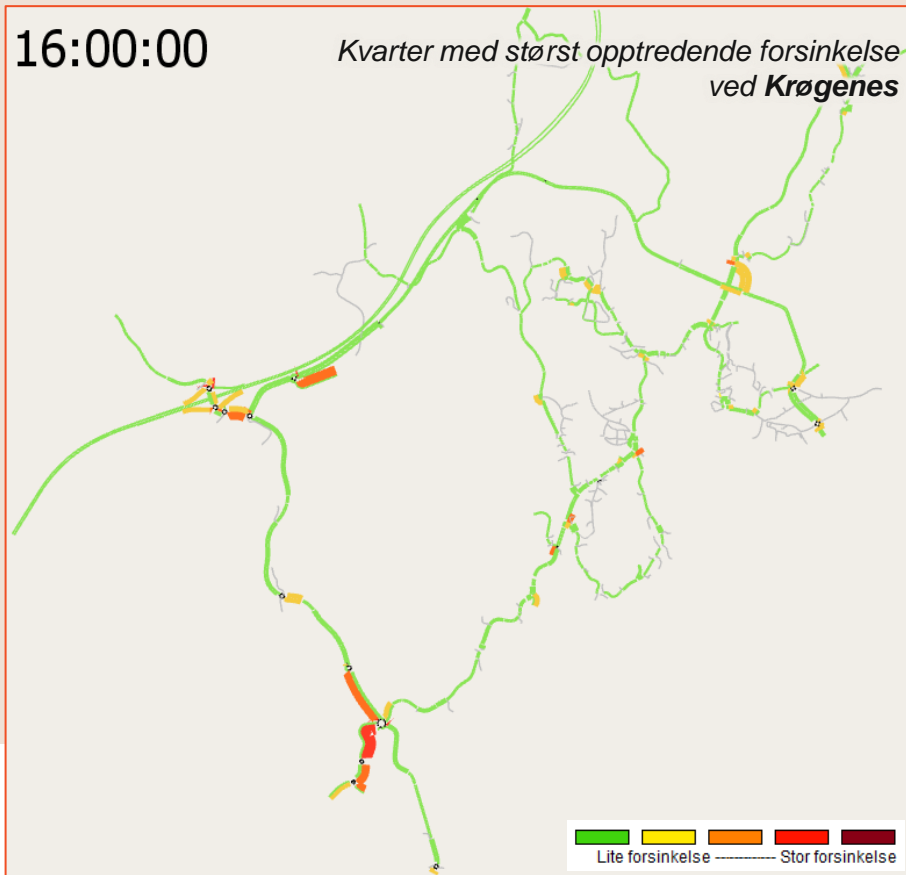 16:00:00
Kvarter med størst opptredende forsinkelse
ved Krøgenes
Lite forsinkelse ------------ Stor forsinkelse